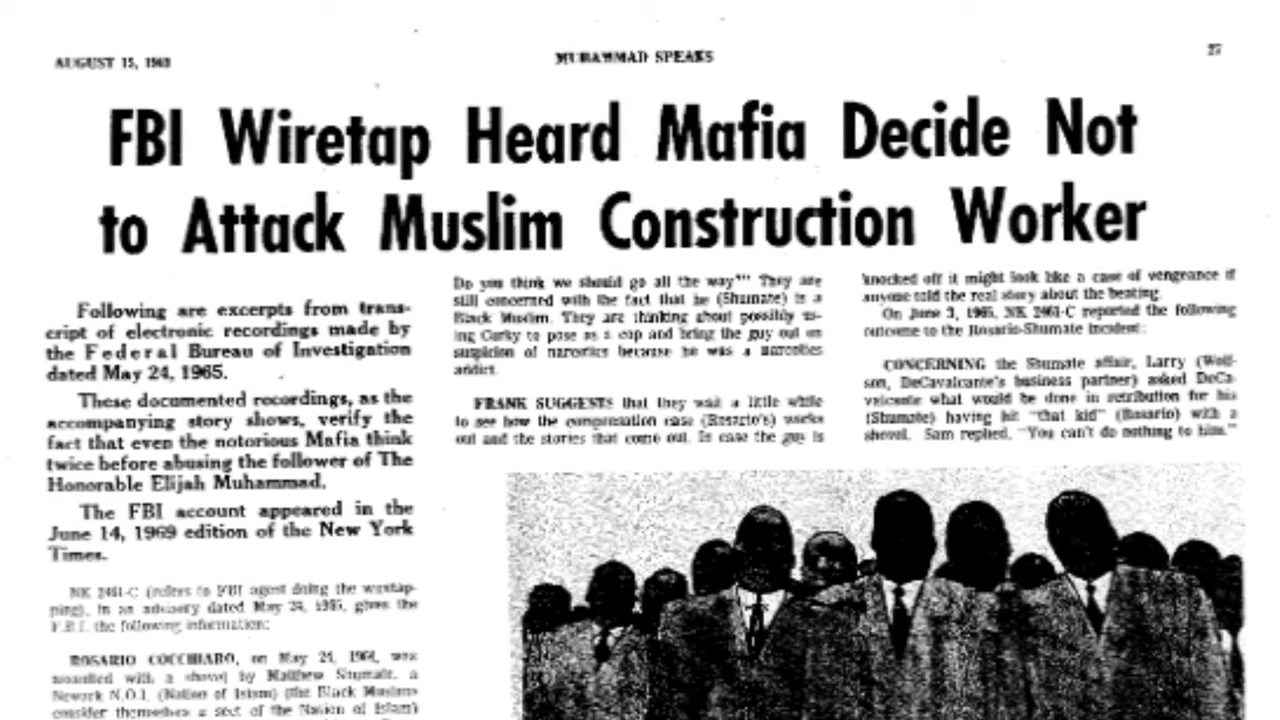 AUGUST 15, 1969
MUHAMMAD SPEAKS
27
FBI Wiretap Heard Mafia Decide Not
to Attack Muslim Construction Worker
Following are excerpts from trans-
cript of electronic recordings made by
the Federal Bureau of Investigation
dated May 24, 1965.
These documented recordings, as the
accompanying story shows, verify the
fact that even the notorious Mafia think
twice before abusing the follower of The
Honorable Elijah Muhammad.
The FBI account appeared in the
June 14, 1969 edition of the New York
Times.
NK 2461-C (refers to FBI agent doing the wiretap-
ping), in an advisory dated May 24, 1965, gives the
F.B.I. the following information:
ROSARIO COCCHIARO, on May 24, was
assaulted with a shovel by Matthew Shumate, a
Newark N.O.I. (Nation of Islam) (the Black Muslims
consider themselves a sect of the Nation of Islam)
Do you think we should go all the way?" They are
still concerned with the fact that he (Shumate) is a
Black Muslim. They are thinking about possibly us-
ing Corky to pose as a cop and bring the guy out on
suspicion of narcotics because he was a narcotics
addict.
FRANK SUGGESTS that they wait a little while
to see how the compensation case (Rosario's) works
out and the stories that come out. In case the guy is
knocked off it might look like a case of vengeance if
anyone told the real story about the beating.
On June 3, 1965, NK 2461-C reported the following
outcome to the Rosario-Shumate incident:
CONCERNING the Shumate affair, Larry (Wolf-
son, DeCavalcante's business partner) asked DeCa-
valcante what would be done in retribution for his
(Shumate) having hit "that kid" (Rosario) with a
shovel. Sam replied, "You can't do nothing to him."